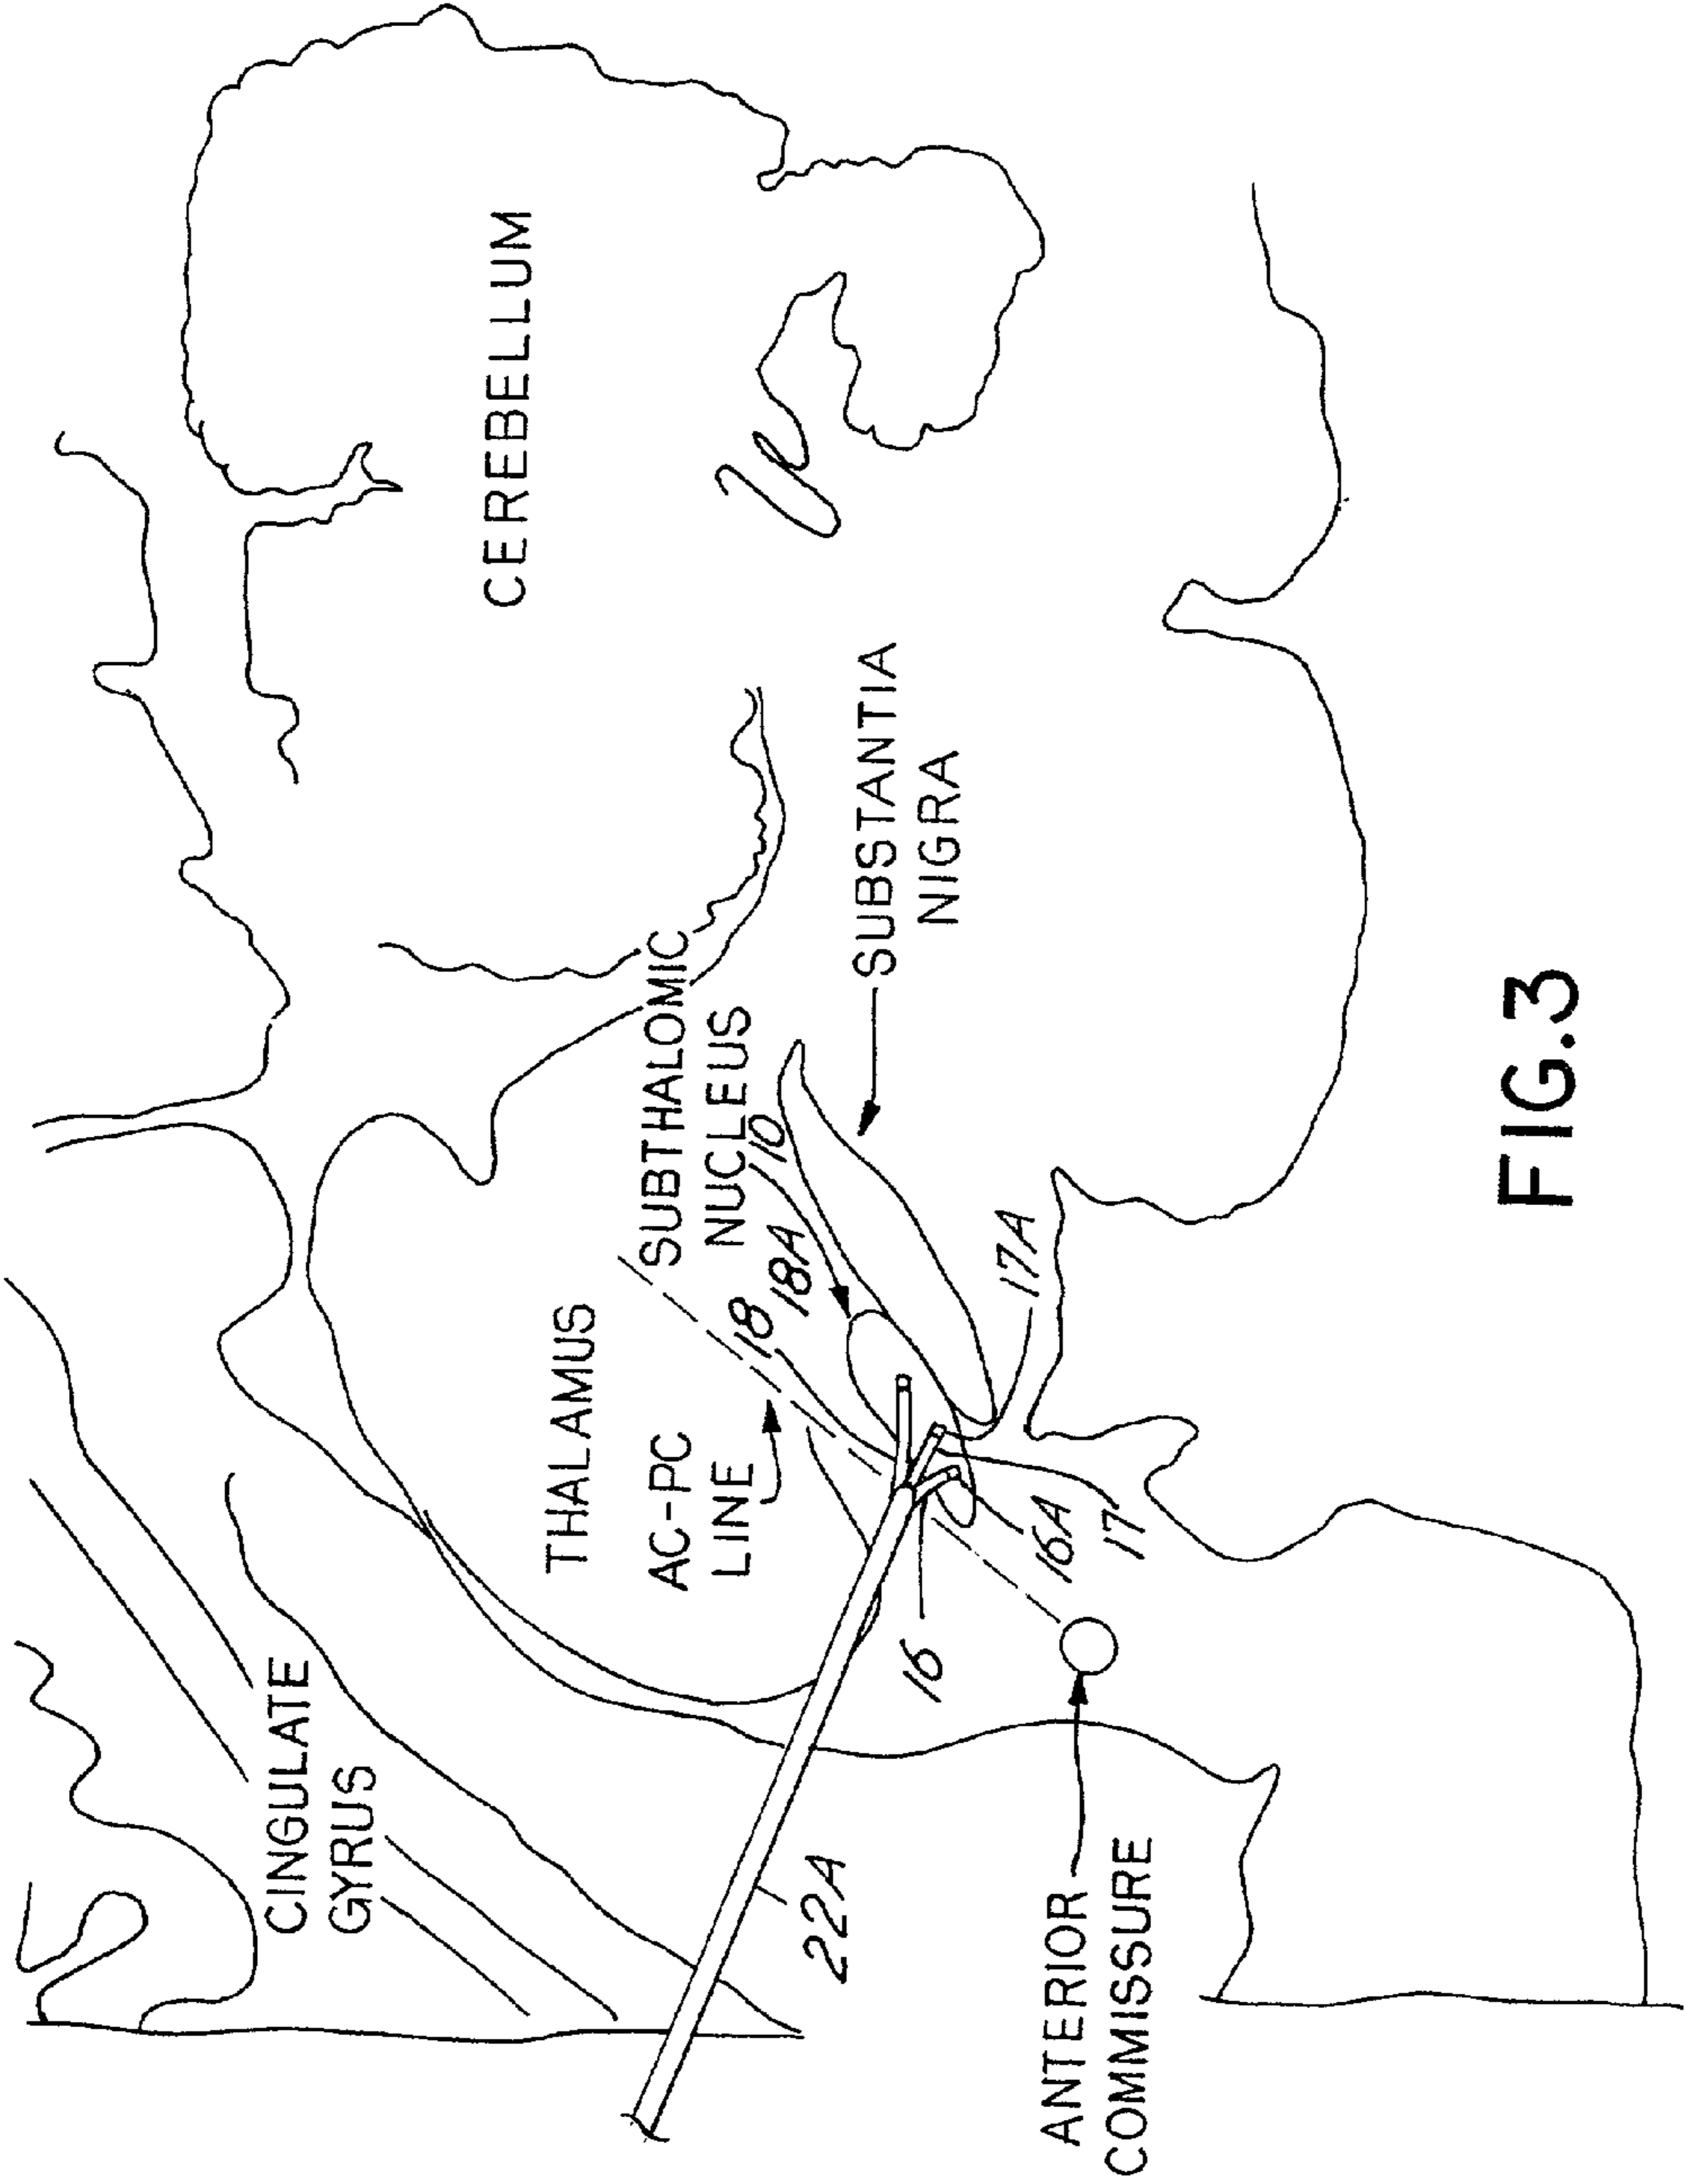 CINGULATE
GYRUS
THALAMUS
CEREBELLUM
AC-PC
LINE
SUBTHALOMIC
NUCLEUS
10
18
18A
SUBSTANTIA
NIGRA
22A
16
16A
17
17A
ANTERIOR
COMMISSURE
FIG.3